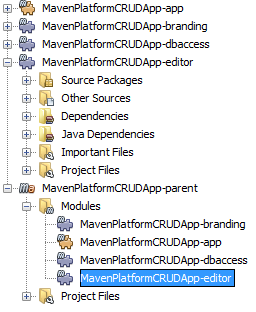 MavenPlatformCRUDApp-app
MavenPlatformCRUDApp-branding
MavenPlatformCRUDApp-dbaccess
MavenPlatformCRUDApp-editor
Source Packages
Other Sources
Dependencies
Java Dependencies
Important Files
Project Files
MavenPlatformCRUDApp-parent
Modules
MavenPlatformCRUDApp-branding
MavenPlatformCRUDApp-app
MavenPlatformCRUDApp-dbaccess
MavenPlatformCRUDApp-editor
Project Files